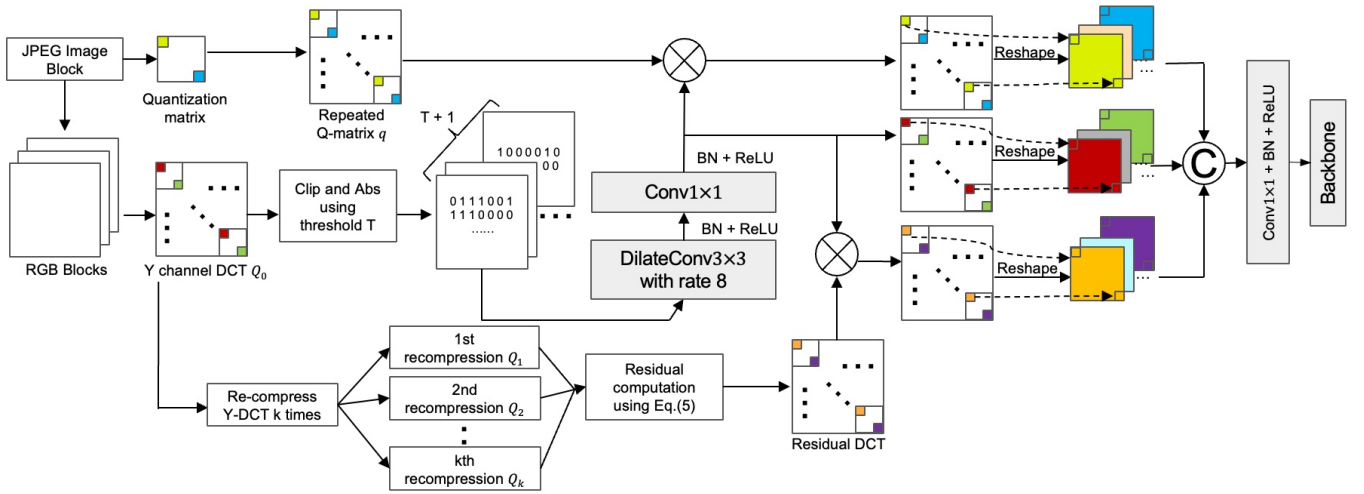 JPEG Image
Block
Quantization
matrix
Repeated
Q-matrix q
T + 1
1000010
00
0111001
1110000
......
RGB Blocks
Y channel DCT Q₀
Clip and Abs
using
threshold T
BN + ReLU
Conv1×1
BN + ReLU
DilateConv3×3
with rate 8
Reshape
...
Reshape
...
Reshape
...
C
Conv1×1 + BN + ReLU
Backbone
Re-compress
Y-DCT k times
1st
recompression Q₁
2nd
recompression Q₂
kth
recompression Qₖ
Residual
computation
using Eq.(5)
Residual DCT